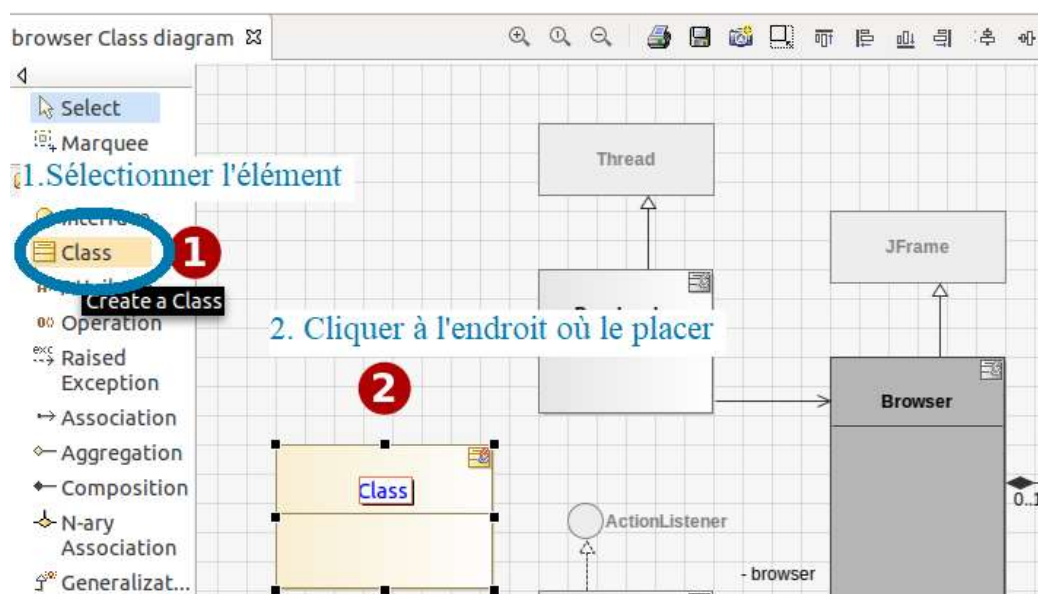 browser Class diagram
Select
Marquee
1.Sélectionner l'élément
Class
1
Create a Class
Operation
Raised
Exception
Association
Aggregation
Composition
N-ary
Association
Generalizat...
Thread
JFrame
2. Cliquer à l'endroit où le placer
2
Browser
Class
ActionListener
0..1
- browser